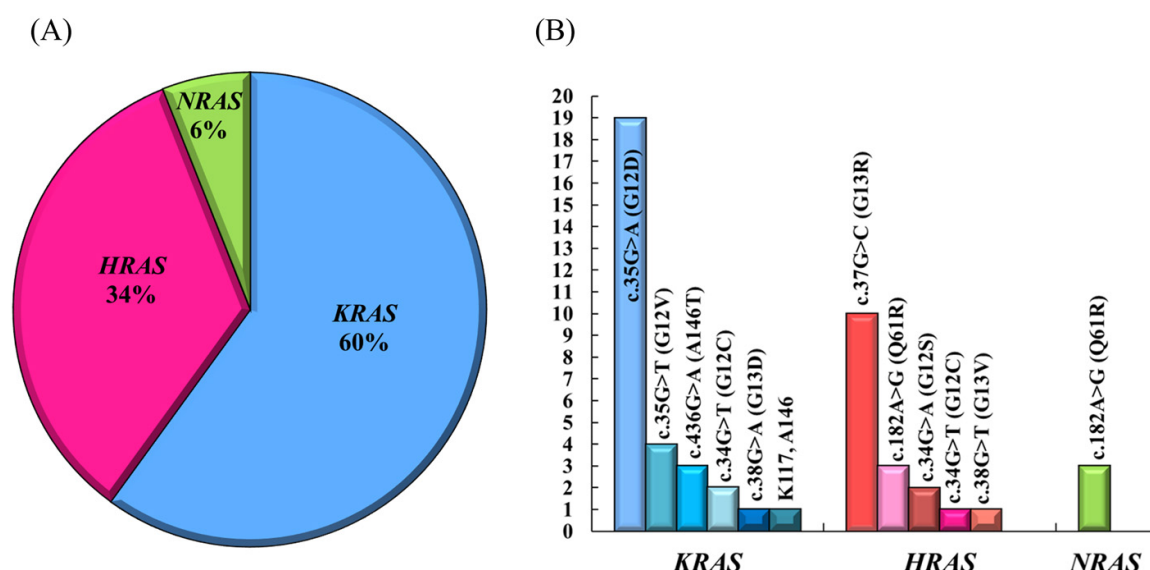 (A)
(B)
NRAS
6%
HRAS
34%
KRAS
60%
20
19
18
17
16
15
14
13
12
11
10
9
8
7
6
5
4
3
2
1
0
c.35G>A (G12D)
c.35G>T (G12V)
c.436G>A (A146T)
c.34G>T (G12C)
c.38G>A (G13D)
K117, A146
c.37G>C (G13R)
c.182A>G (Q61R)
c.34G>A (G12S)
c.34G>T (G12C)
c.38G>T (G13V)
c.182A>G (Q61R)
KRAS
HRAS
NRAS